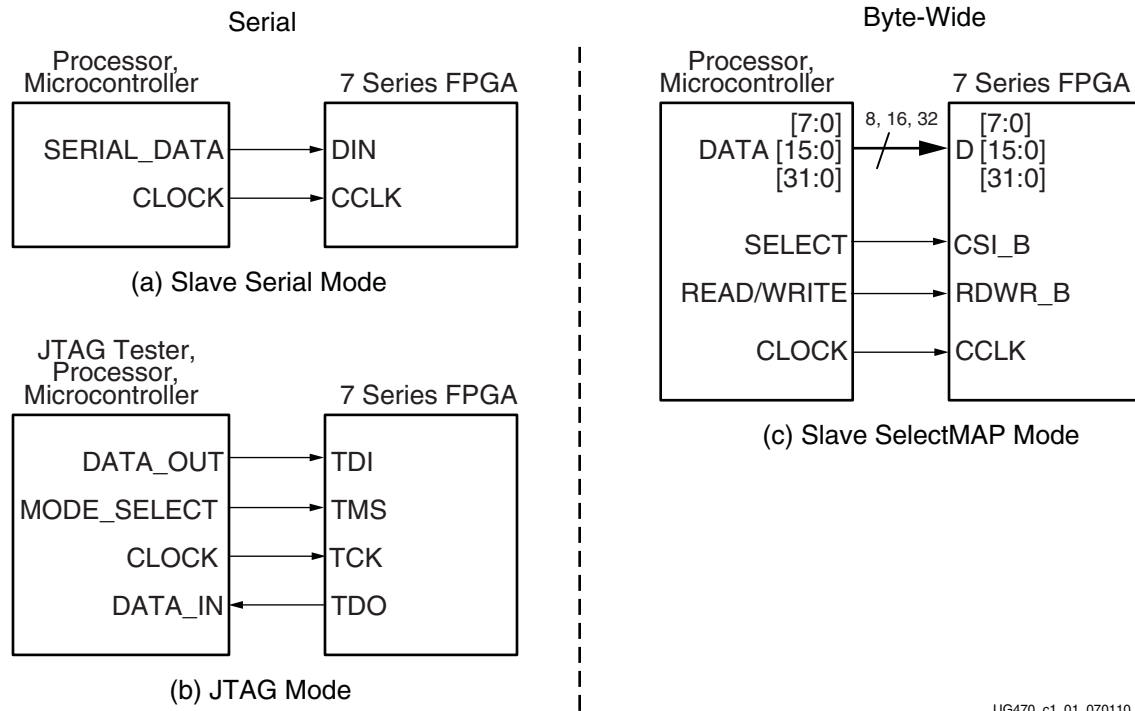 Serial
Processor,
Microcontroller
7 Series FPGA
SERIAL_DATA
DIN
CLOCK
CCLK
(a) Slave Serial Mode
JTAG Tester,
Processor,
Microcontroller
7 Series FPGA
DATA_OUT
TDI
MODE_SELECT
TMS
CLOCK
TCK
DATA_IN
TDO
(b) JTAG Mode
Byte-Wide
Processor,
Microcontroller
7 Series FPGA
[7:0]
DATA [15:0]
[31:0]
8, 16, 32
[7:0]
D [15:0]
[31:0]
SELECT
CSI_B
READ/WRITE
RDWR_B
CLOCK
CCLK
(c) Slave SelectMAP Mode
UG470_c1_01_070110